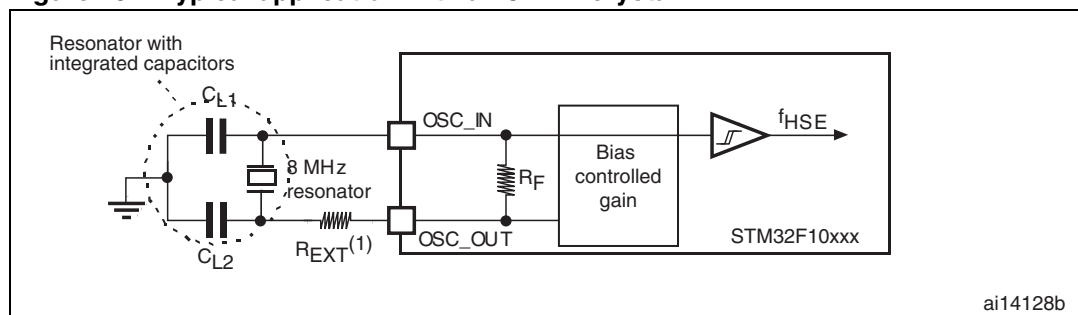 Resonator with
integrated capacitors
CL1
OSC_IN
fHSE
8 MHz
resonator
RF
Bias
controlled
gain
REXT(1)
OSC_OUT
STM32F10xxx
CL2
ai14128b